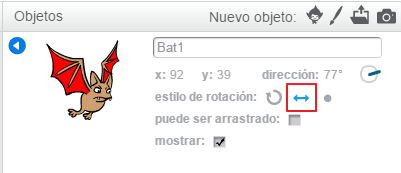 Objetos
Nuevo objeto:
Bat1
x: 92 y: 39 dirección: 77°
estilo de rotación:
puede ser arrastrado:
mostrar: